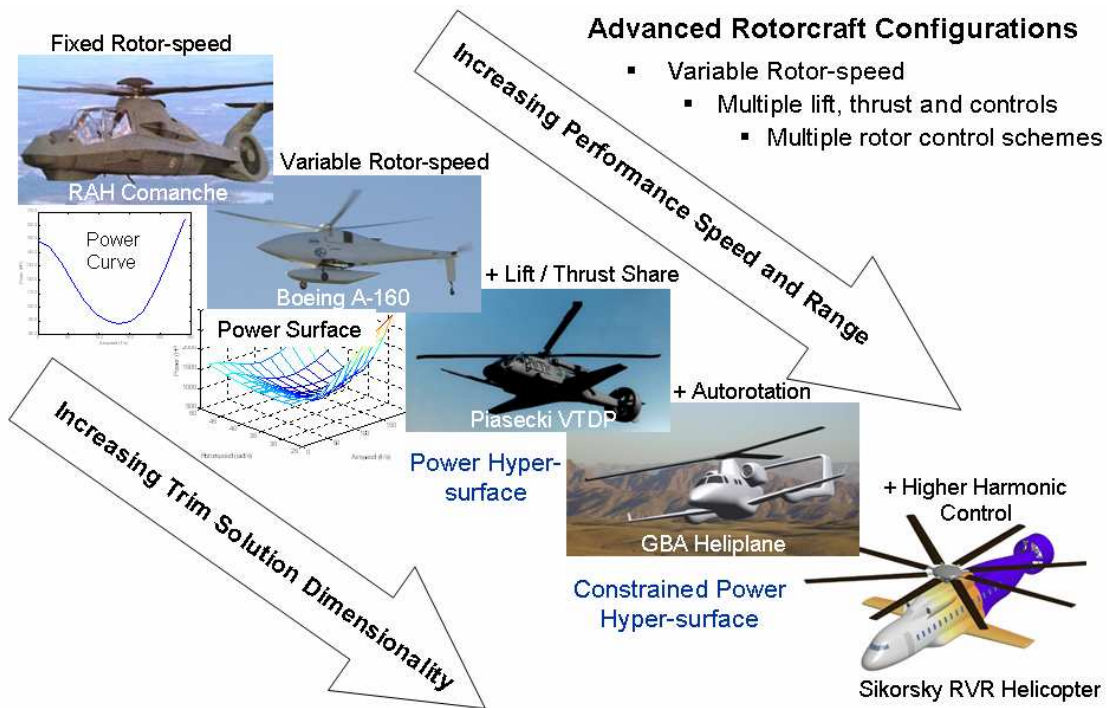 Advanced Rotorcraft Configurations
▪ Variable Rotor-speed
▪ Multiple lift, thrust and controls
▪ Multiple rotor control schemes
Increasing Performance Speed and Range
Fixed Rotor-speed
RAH Comanche
Power
Curve
Variable Rotor-speed
Boeing A-160
Power Surface
+ Lift / Thrust Share
Piasecki VTDP
Power Hyper-
surface
+ Autorotation
GBA Heliplane
Constrained Power
Hyper-surface
+ Higher Harmonic
Control
Sikorsky RVR Helicopter
Increasing Trim Solution Dimensionality